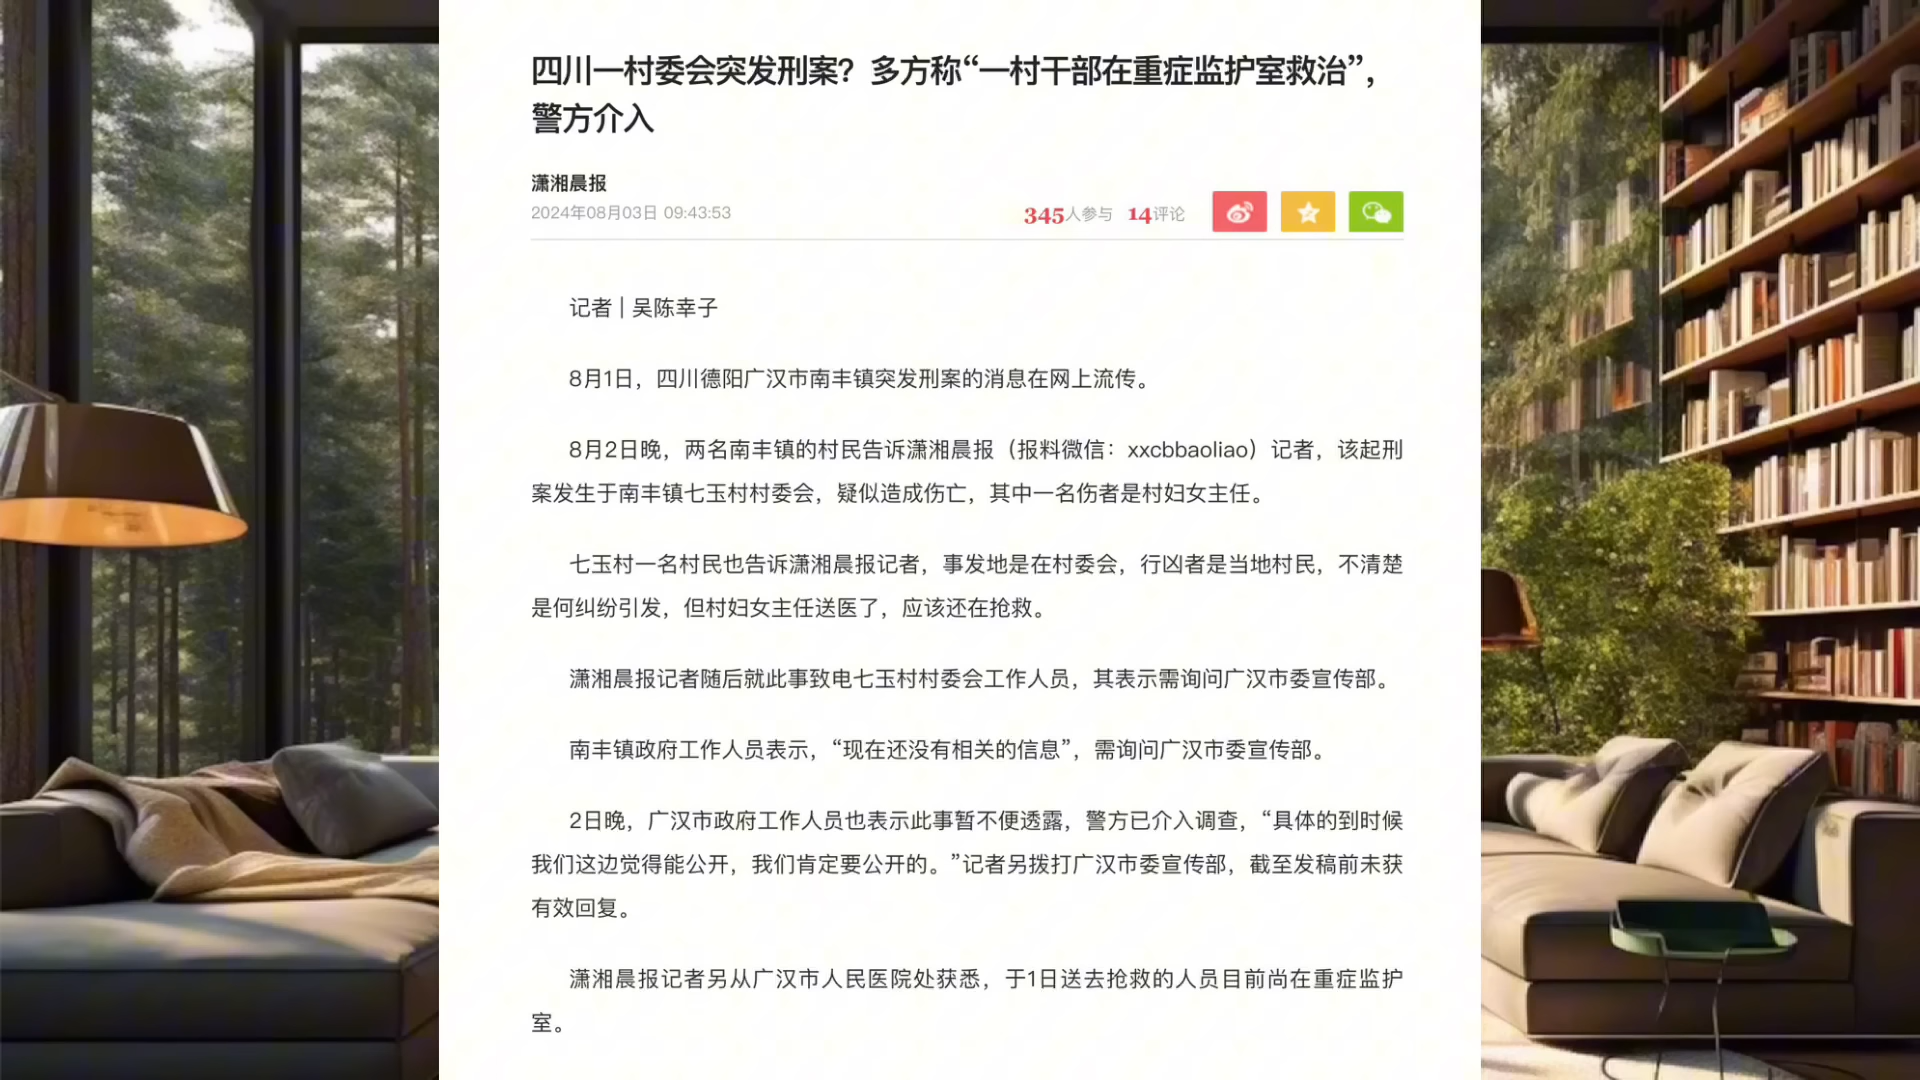 四川一村委会突发刑案？多方称“一村干部在重症监护室救治”，
警方介入
潇湘晨报
2024年08月03日 09:43:53
345人参与 14评论
记者 | 吴陈幸子
8月1日，四川德阳广汉市南丰镇突发刑案的消息在网上流传。
8月2日晚，两名南丰镇的村民告诉潇湘晨报（报料微信：xxcbbaoliao）记者，该起刑
案发生于南丰镇七玉村村委会，疑似造成伤亡，其中一名伤者是村妇女主任。
七玉村一名村民也告诉潇湘晨报记者，事发地是在村委会，行凶者是当地村民，不清楚
是何纠纷引发，但村妇女主任送医了，应该还在抢救。
潇湘晨报记者随后就此事致电七玉村村委会工作人员，其表示需询问广汉市委宣传部。
南丰镇政府工作人员表示，“现在还没有相关的信息”，需询问广汉市委宣传部。
2日晚，广汉市政府工作人员也表示此事暂不便透露，警方已介入调查，“具体的到时候
我们这边觉得能公开，我们肯定要公开的。”记者另拨打广汉市委宣传部，截至发稿前未获
有效回复。
潇湘晨报记者另从广汉市人民医院处获悉，于1日送去抢救的人员目前尚在重症监护
室。